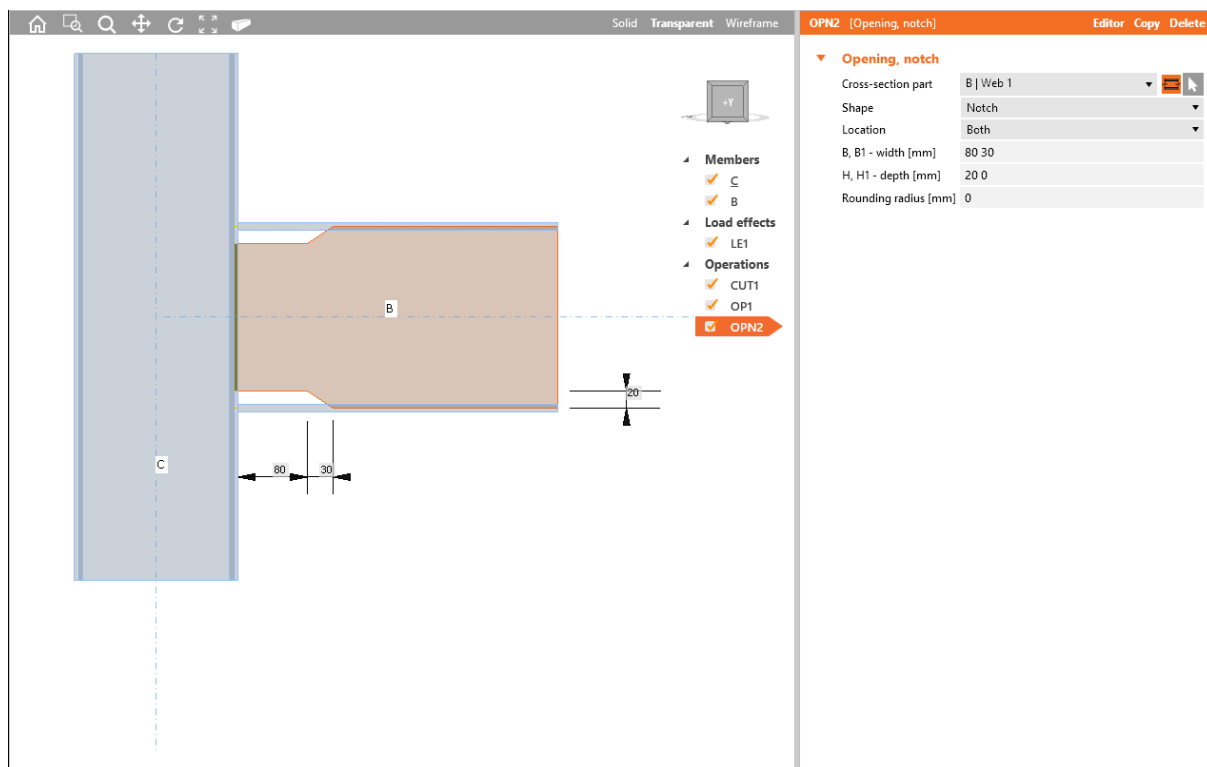 Solid Transparent Wireframe
OPN2 [Opening, notch] Editor Copy Delete
+Y
Members
C
B
Load effects
LE1
Operations
CUT1
OP1
OPN2
B
C
20
80
30
Opening, notch
Cross-section part B | Web 1
Shape Notch
Location Both
B, B1 - width [mm] 80 30
H, H1 - depth [mm] 20 0
Rounding radius [mm] 0